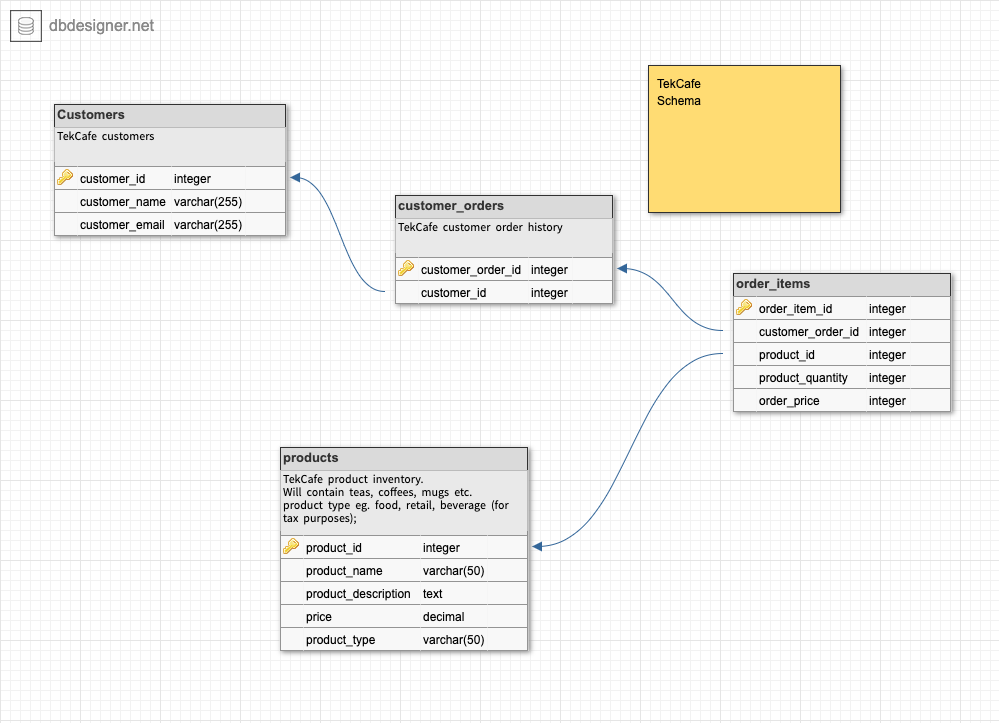 dbdesigner.net
TekCafe
Schema
Customers
TekCafe customers
customer_id integer
customer_name varchar(255)
customer_email varchar(255)
customer_orders
TekCafe customer order history
customer_order_id integer
customer_id integer
order_items
order_item_id integer
customer_order_id integer
product_id integer
product_quantity integer
order_price integer
products
TekCafe product inventory.
Will contain teas, coffees, mugs etc.
product type eg. food, retail, beverage (for
tax purposes);
product_id integer
product_name varchar(50)
product_description text
price decimal
product_type varchar(50)